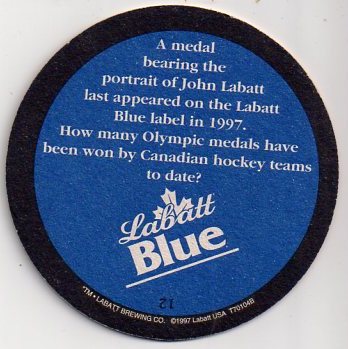 A medal
bearing the
portrait of John Labatt
last appeared on the Labatt
Blue label in 1997.
How many Olympic medals have
been won by Canadian hockey teams
to date?
Labatt
Blue
12
™ • LABATT BREWING CO. ©1997 Labatt USA T70104B